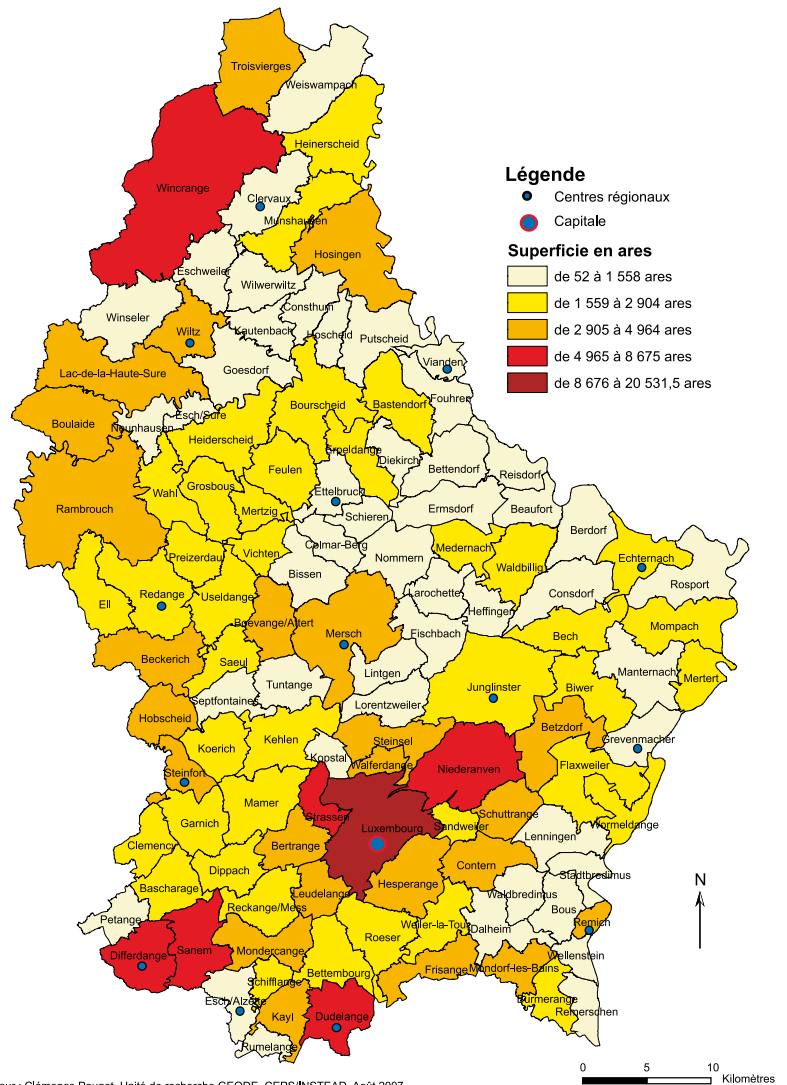 Troisvierges
Weiswampach
Heinerscheid
Wincrange
Clervaux
Munshausen
Hosingen
Eschweiler
Wilwerwiltz
Consthum
Winseler
Wiltz
Kautenbach
Hoscheid
Putscheid
Vianden
Lac-de-la-Haute-Sure
Goesdorf
Fouhren
Boulaide
Neunhausen
Esch/Sure
Bourscheid
Bastendorf
Heiderscheid
Erpeldange
Diekirch
Feulen
Bettendorf
Reisdorf
Rambrouch
Wahl
Grosbous
Ettelbruck
Mertzig
Schieren
Ermsdorf
Beaufort
Berdorf
Preizerdau
Vichten
Colmar-Berg
Nommern
Medernach
Waldbillig
Echternach
Bissen
Rosport
Ell
Redange
Useldange
Larochette
Heffingen
Consdorf
Boevange/Attert
Mersch
Fischbach
Bech
Mompach
Beckerich
Saeul
Lintgen
Manternach
Septfontaines
Tuntange
Junglinster
Biwer
Mertert
Hobscheid
Lorentzweiler
Koerich
Kehlen
Steinsel
Betzdorf
Grevenmacher
Steinfort
Kopstal
Walferdange
Niederanven
Flaxweiler
Mamer
Strassen
Garnich
Luxembourg
Sandweiler
Schuttrange
Wormeldange
Clemency
Bertrange
Lenningen
Dippach
Contern
Bascharage
Leudelange
Hesperange
Stadtbredimus
Reckange/Mess
Waldbredimus
Bous
Petange
Weiler-la-Tour
Dalheim
Remich
Differdange
Sanem
Mondercange
Roeser
Wellenstein
Bettembourg
Frisange
Mondorf-les-Bains
Schifflange
Esch/Alzette
Burmerange
Remerschen
Kayl
Dudelange
Rumelange
Légende
Centres régionaux
Capitale
Superficie en ares
de 52 à 1 558 ares
de 1 559 à 2 904 ares
de 2 905 à 4 964 ares
de 4 965 à 8 675 ares
de 8 676 à 20 531,5 ares
N
0 5 10
Kilomètres